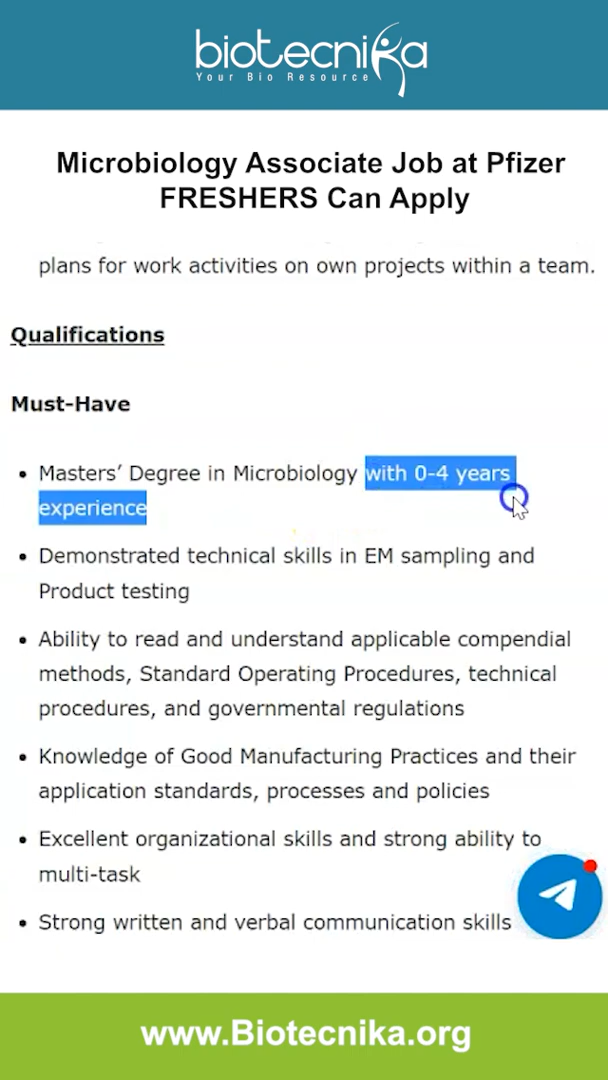 biotecnika
Your Bio Resource
Microbiology Associate Job at Pfizer
FRESHERS Can Apply
plans for work activities on own projects within a team.
Qualifications
Must-Have
• Masters’ Degree in Microbiology with 0-4 years
experience
• Demonstrated technical skills in EM sampling and
Product testing
• Ability to read and understand applicable compendial
methods, Standard Operating Procedures, technical
procedures, and governmental regulations
• Knowledge of Good Manufacturing Practices and their
application standards, processes and policies
• Excellent organizational skills and strong ability to
multi-task
• Strong written and verbal communication skills
www.Biotecnika.org